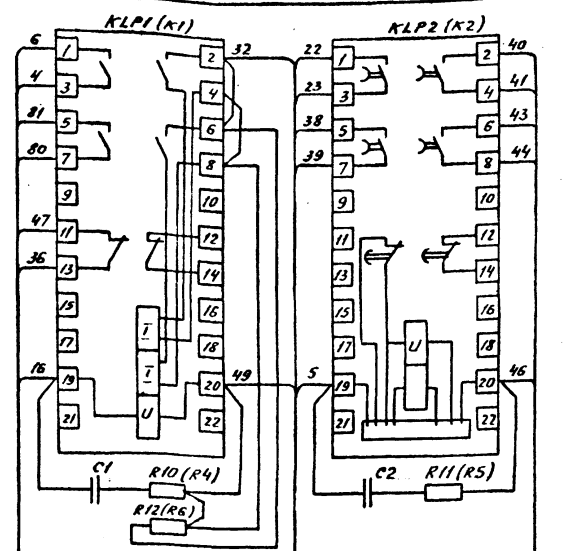 KLP1 (K1) KLP2 (K2)
6 1 2 32 22 1 2 40
4 3 4 23 3 4 41
81 5 6 38 5 6 43
80 7 8 39 7 8 44
9 10 9 10
47 11 12 11 12
36 13 14 13 14
15 I 16 15 16
17 18 17 U 18
I
16 19 20 49 5 19 20 46
21 U 22 21 22
C1 R10(R4) C2 R11(R5)
R12(R6)